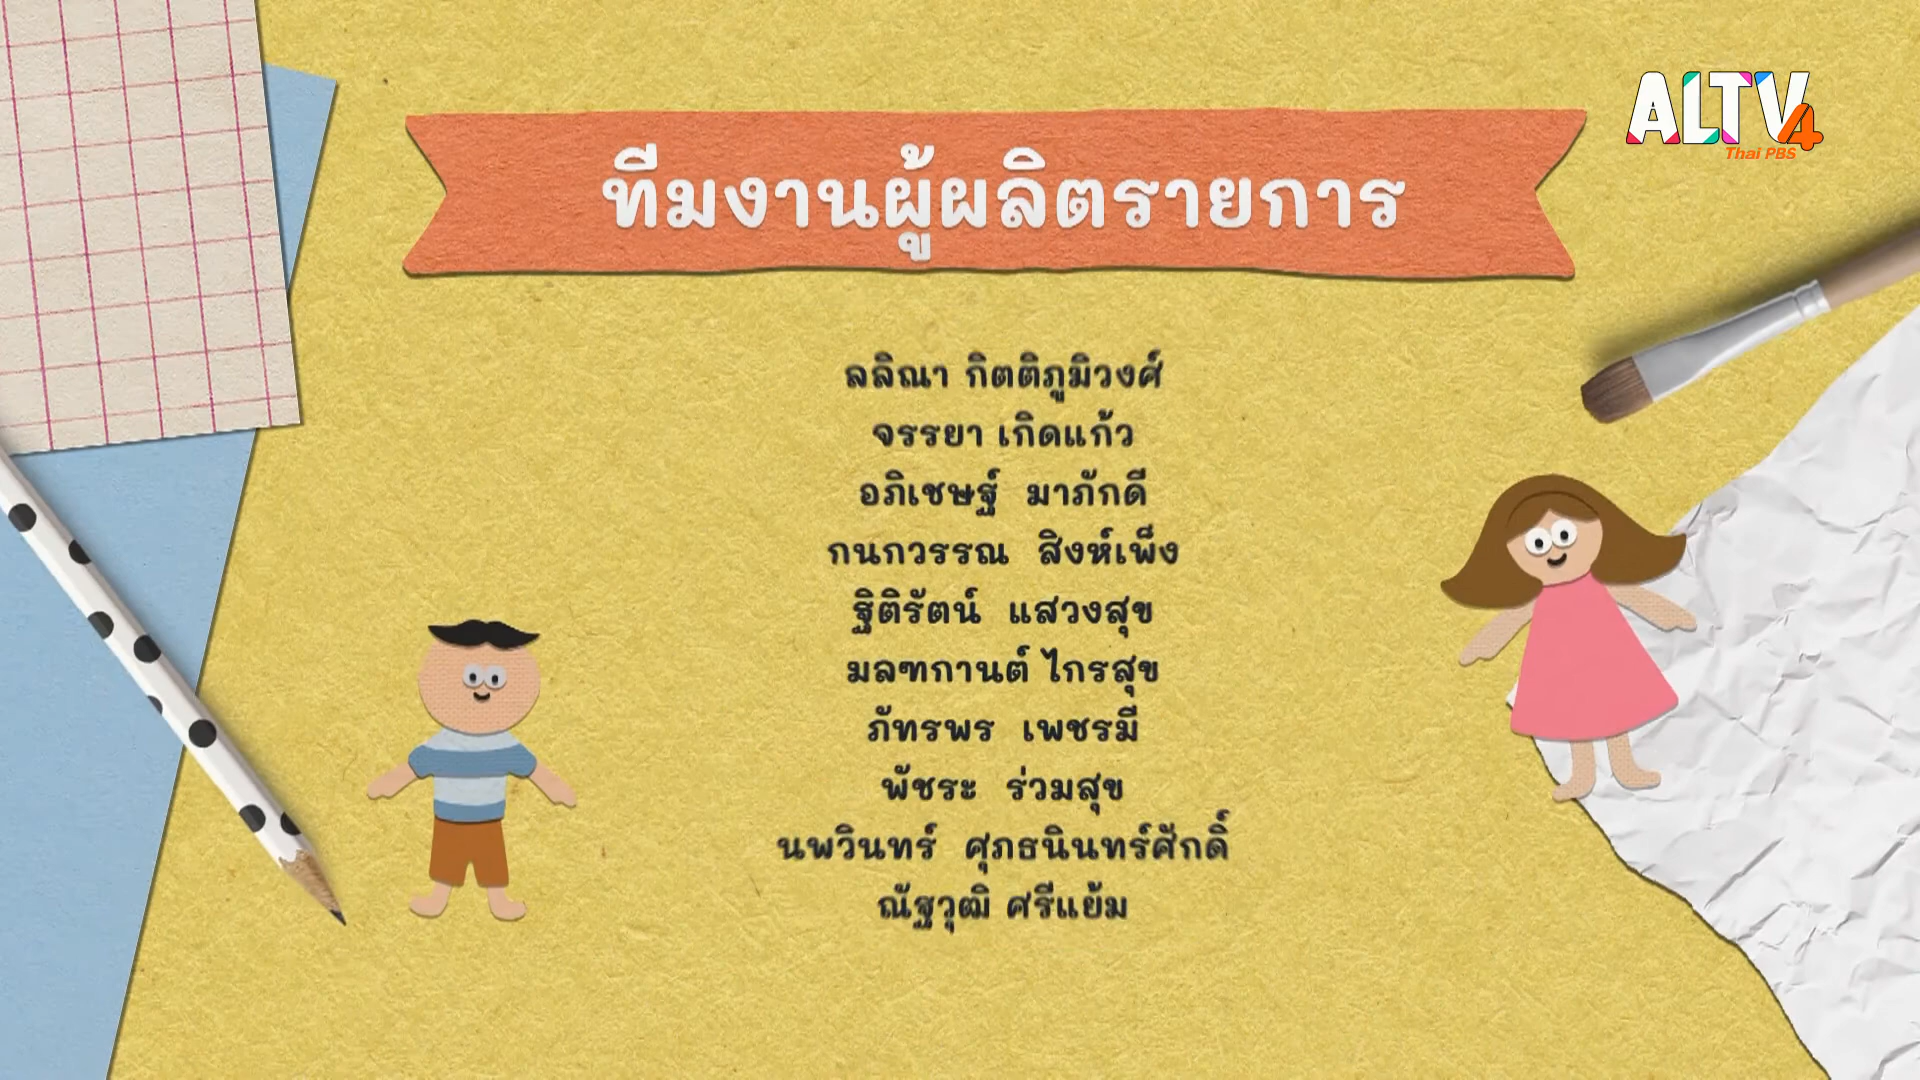 ALTV4
Thai PBS
ทีมงานผู้ผลิตรายการ
ลลิณา กิตติภูมิวงศ์
จรรยา เกิดแก้ว
อภิเชษฐ์ มาภักดี
กนกวรรณ สิงห์เพ็ง
ฐิติรัตน์ แสวงสุข
มลฑกานต์ ไกรสุข
ภัทรพร เพชรมี
พัชระ ร่วมสุข
นพวินทร์ ศุภธนินทร์ศักดิ์
ณัฐวุฒิ ศรีแย้ม